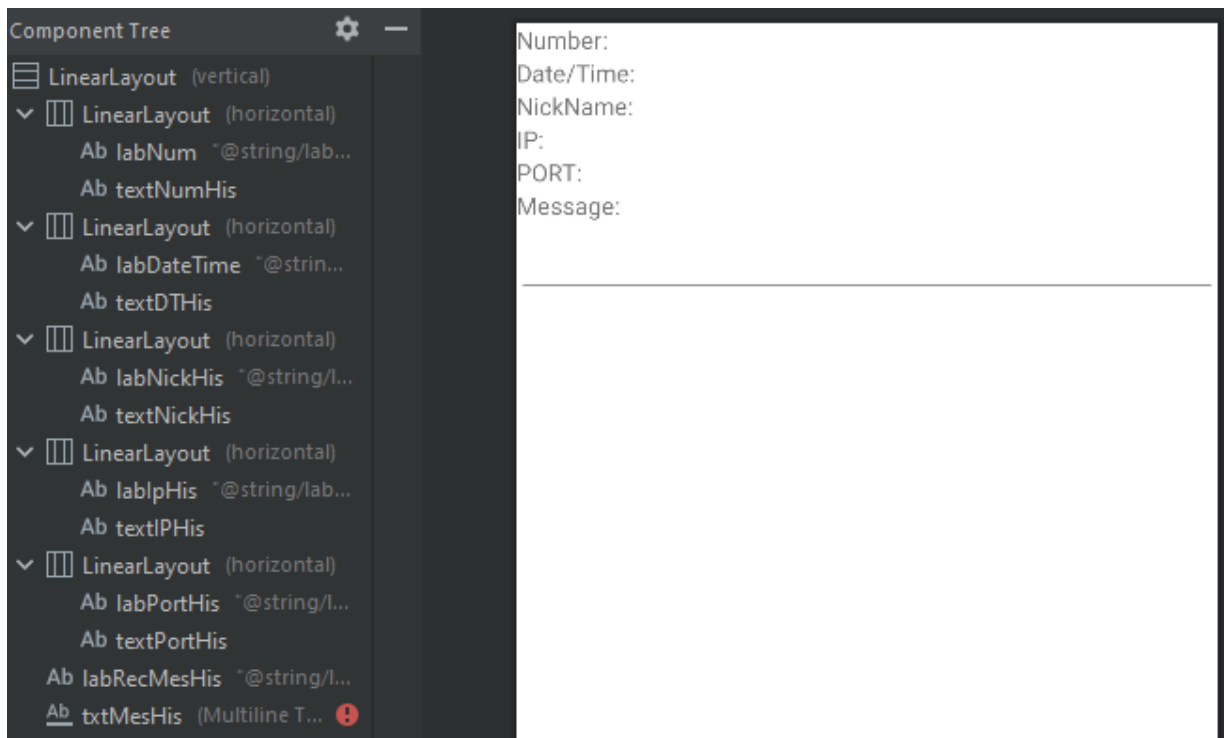 Component Tree
LinearLayout (vertical)
LinearLayout (horizontal)
Ab labNum "@string/lab...
Ab textNumHis
LinearLayout (horizontal)
Ab labDateTime "@strin...
Ab textDTHis
LinearLayout (horizontal)
Ab labNickHis "@string/l...
Ab textNickHis
LinearLayout (horizontal)
Ab labIpHis "@string/lab...
Ab textIPHis
LinearLayout (horizontal)
Ab labPortHis "@string/l...
Ab textPortHis
Ab labRecMesHis "@string/l...
Ab txtMesHis (Multiline T...
Number:
Date/Time:
NickName:
IP:
PORT:
Message: